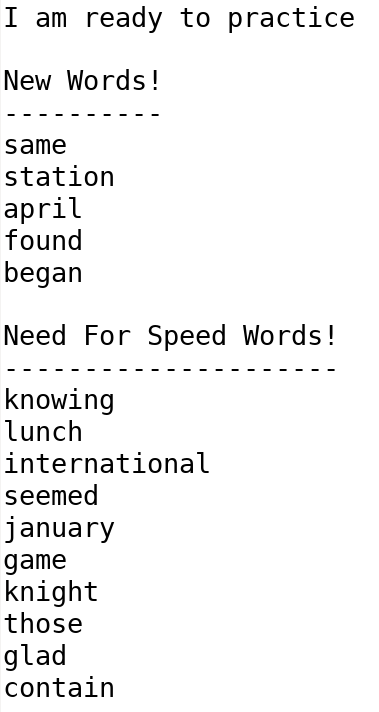 I am ready to practice

New Words!
----------
same
station
april
found
began

Need For Speed Words!
---------------------
knowing
lunch
international
seemed
january
game
knight
those
glad
contain